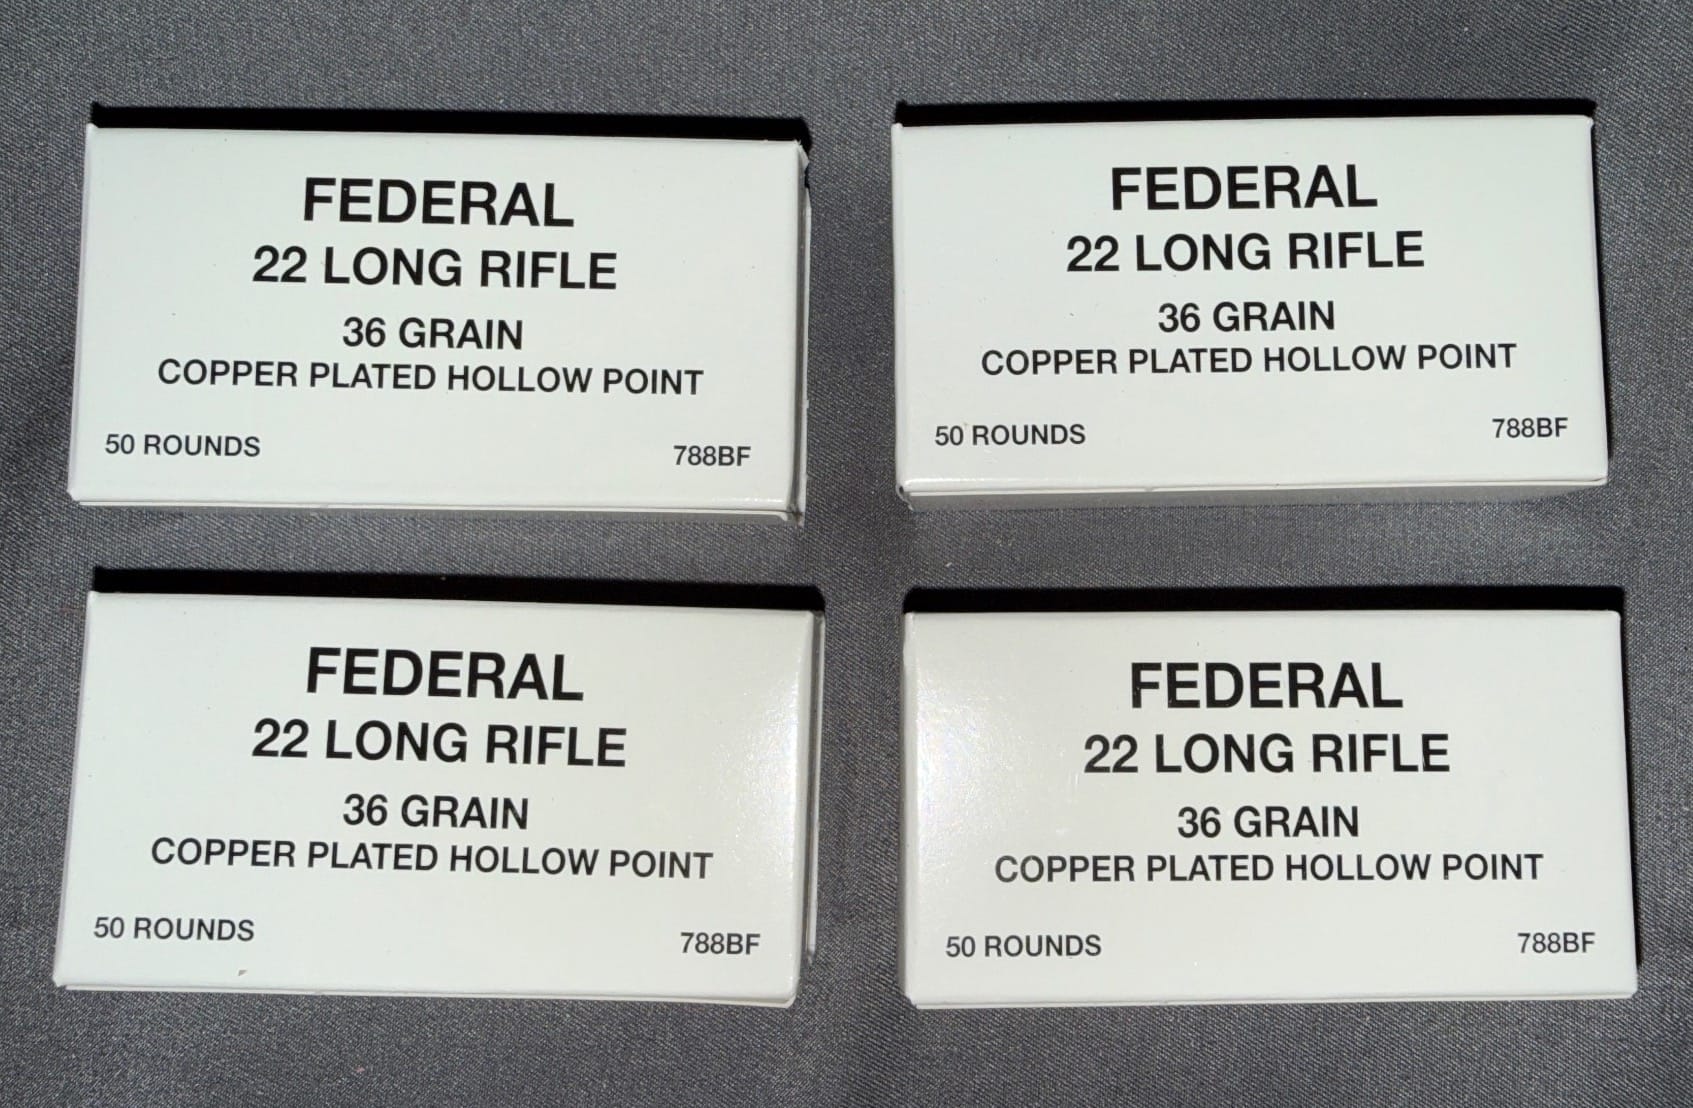 FEDERAL
22 LONG RIFLE
36 GRAIN
COPPER PLATED HOLLOW POINT
50 ROUNDS 788BF
FEDERAL
22 LONG RIFLE
36 GRAIN
COPPER PLATED HOLLOW POINT
50 ROUNDS 788BF
FEDERAL
22 LONG RIFLE
36 GRAIN
COPPER PLATED HOLLOW POINT
50 ROUNDS 788BF
FEDERAL
22 LONG RIFLE
36 GRAIN
COPPER PLATED HOLLOW POINT
50 ROUNDS 788BF